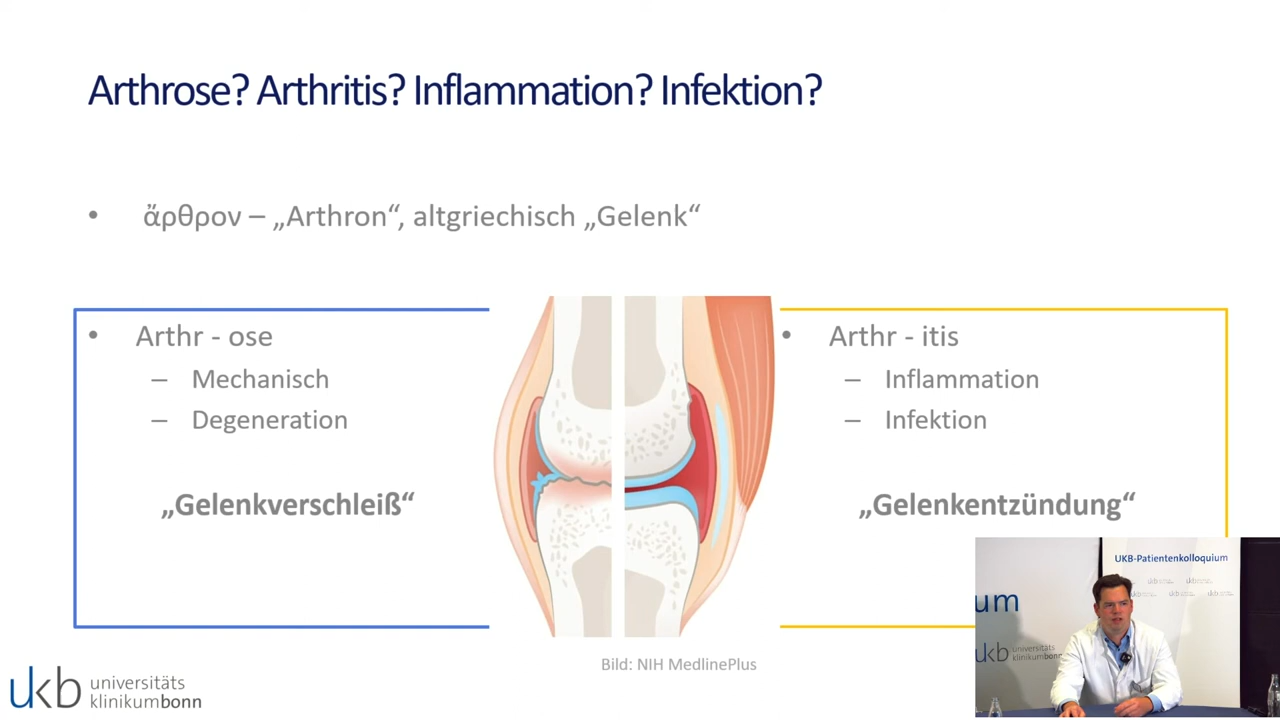 Arthrose? Arthritis? Inflammation? Infektion?
• ἄρθρον – „Arthron“, altgriechisch „Gelenk“
• Arthr - ose
– Mechanisch
– Degeneration
„Gelenkverschleiß“
• Arthr - itis
– Inflammation
– Infektion
„Gelenkentzündung“
Bild: NIH MedlinePlus
ukb universitäts
klinikumbonn
UKB-Patientenkolloquium
um
ukb universitäts
klinikumbonn